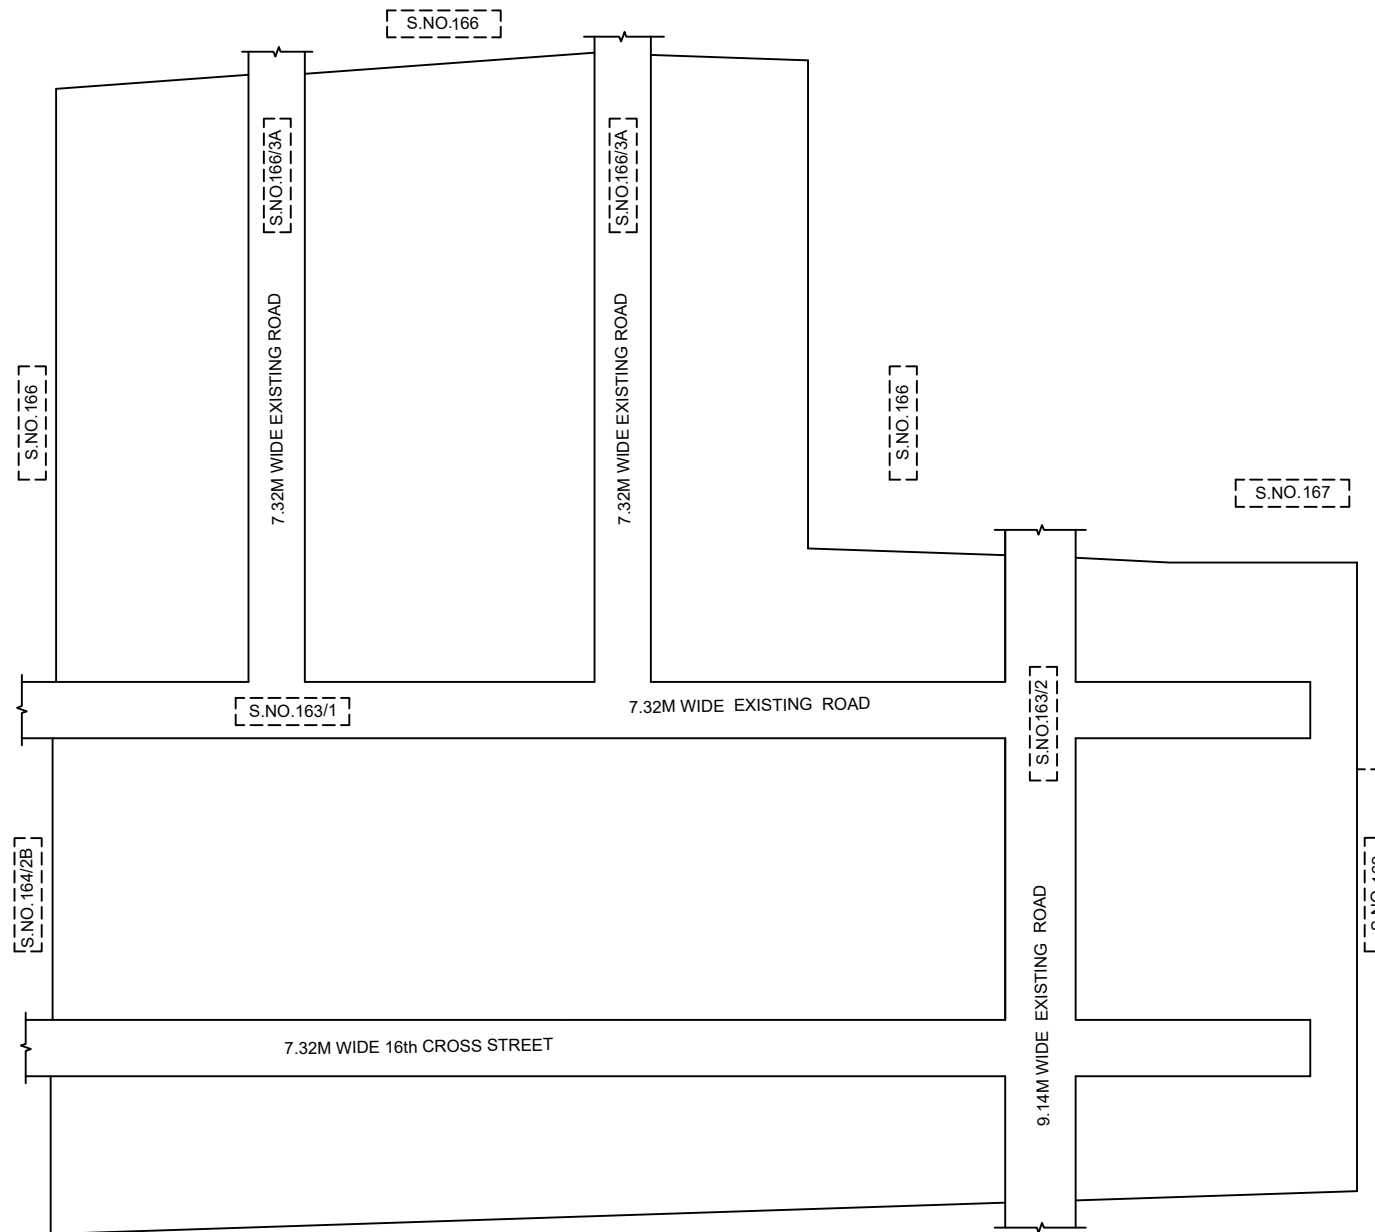 S.NO.166
S.NO.166/3A
S.NO.166/3A
7.32M WIDE EXISTING ROAD
7.32M WIDE EXISTING ROAD
S.NO.166
S.NO.166
S.NO.167
S.NO.163/1
7.32M WIDE EXISTING ROAD
S.NO.163/2
S.NO.164/2B
9.14M WIDE EXISTING ROAD
7.32M WIDE 16th CROSS STREET